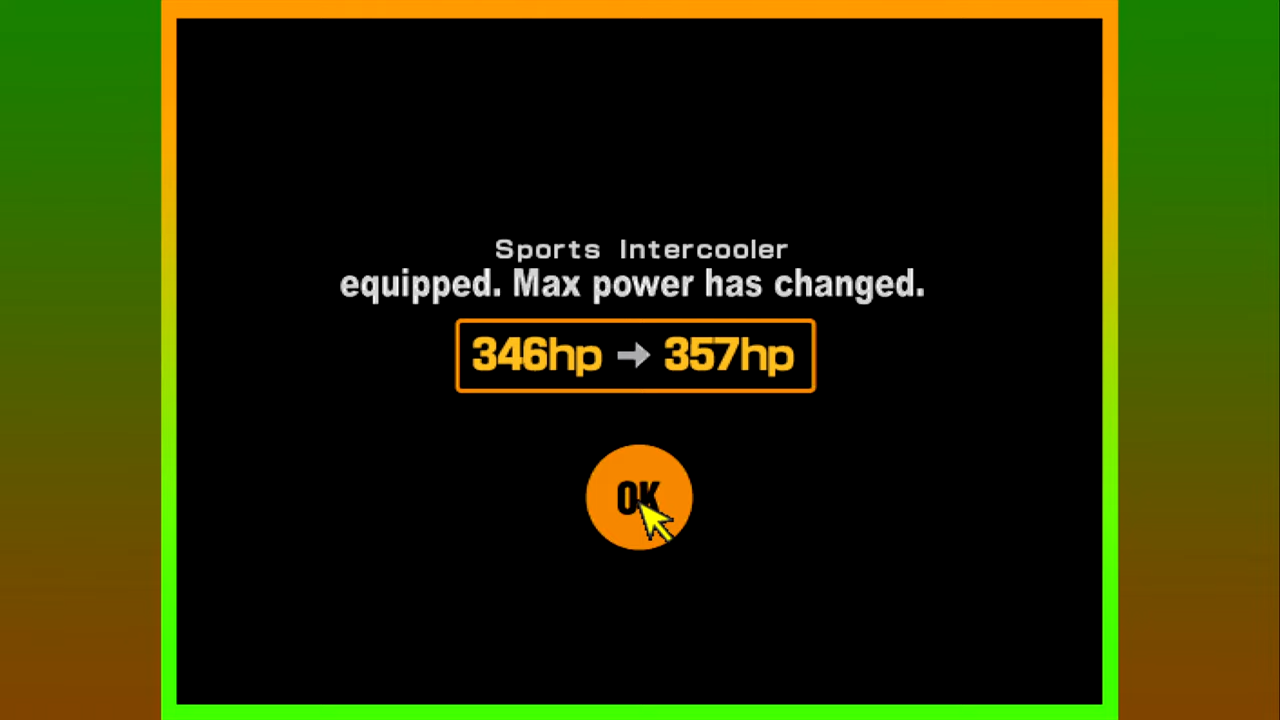 Sports Intercooler
equipped. Max power has changed.
346hp ➡ 357hp
OK